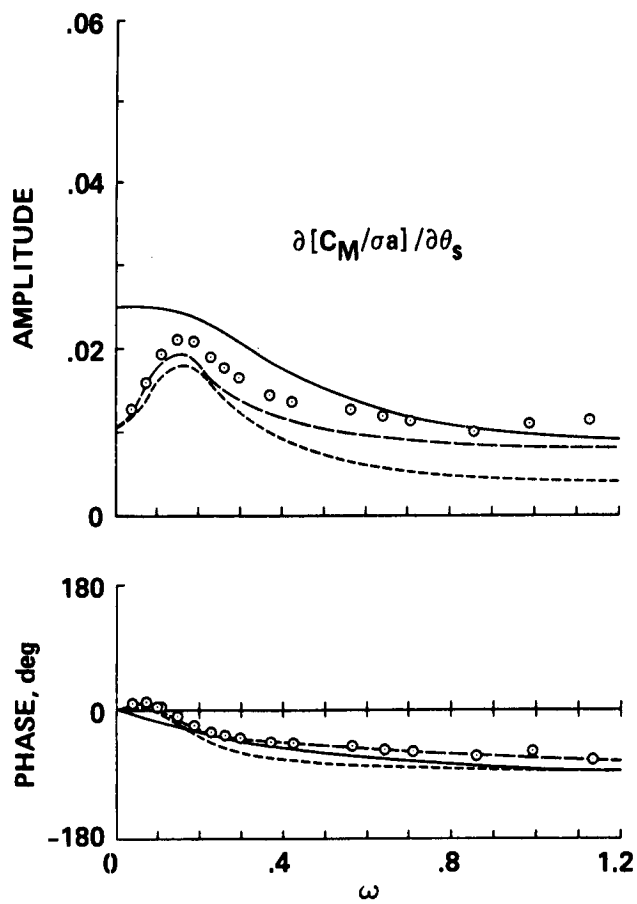 .06
.04
AMPLITUDE
∂[C_M/σa]/∂θ_s
.02
0
180
PHASE, deg
0
-180
0 .4 .8 1.2
ω